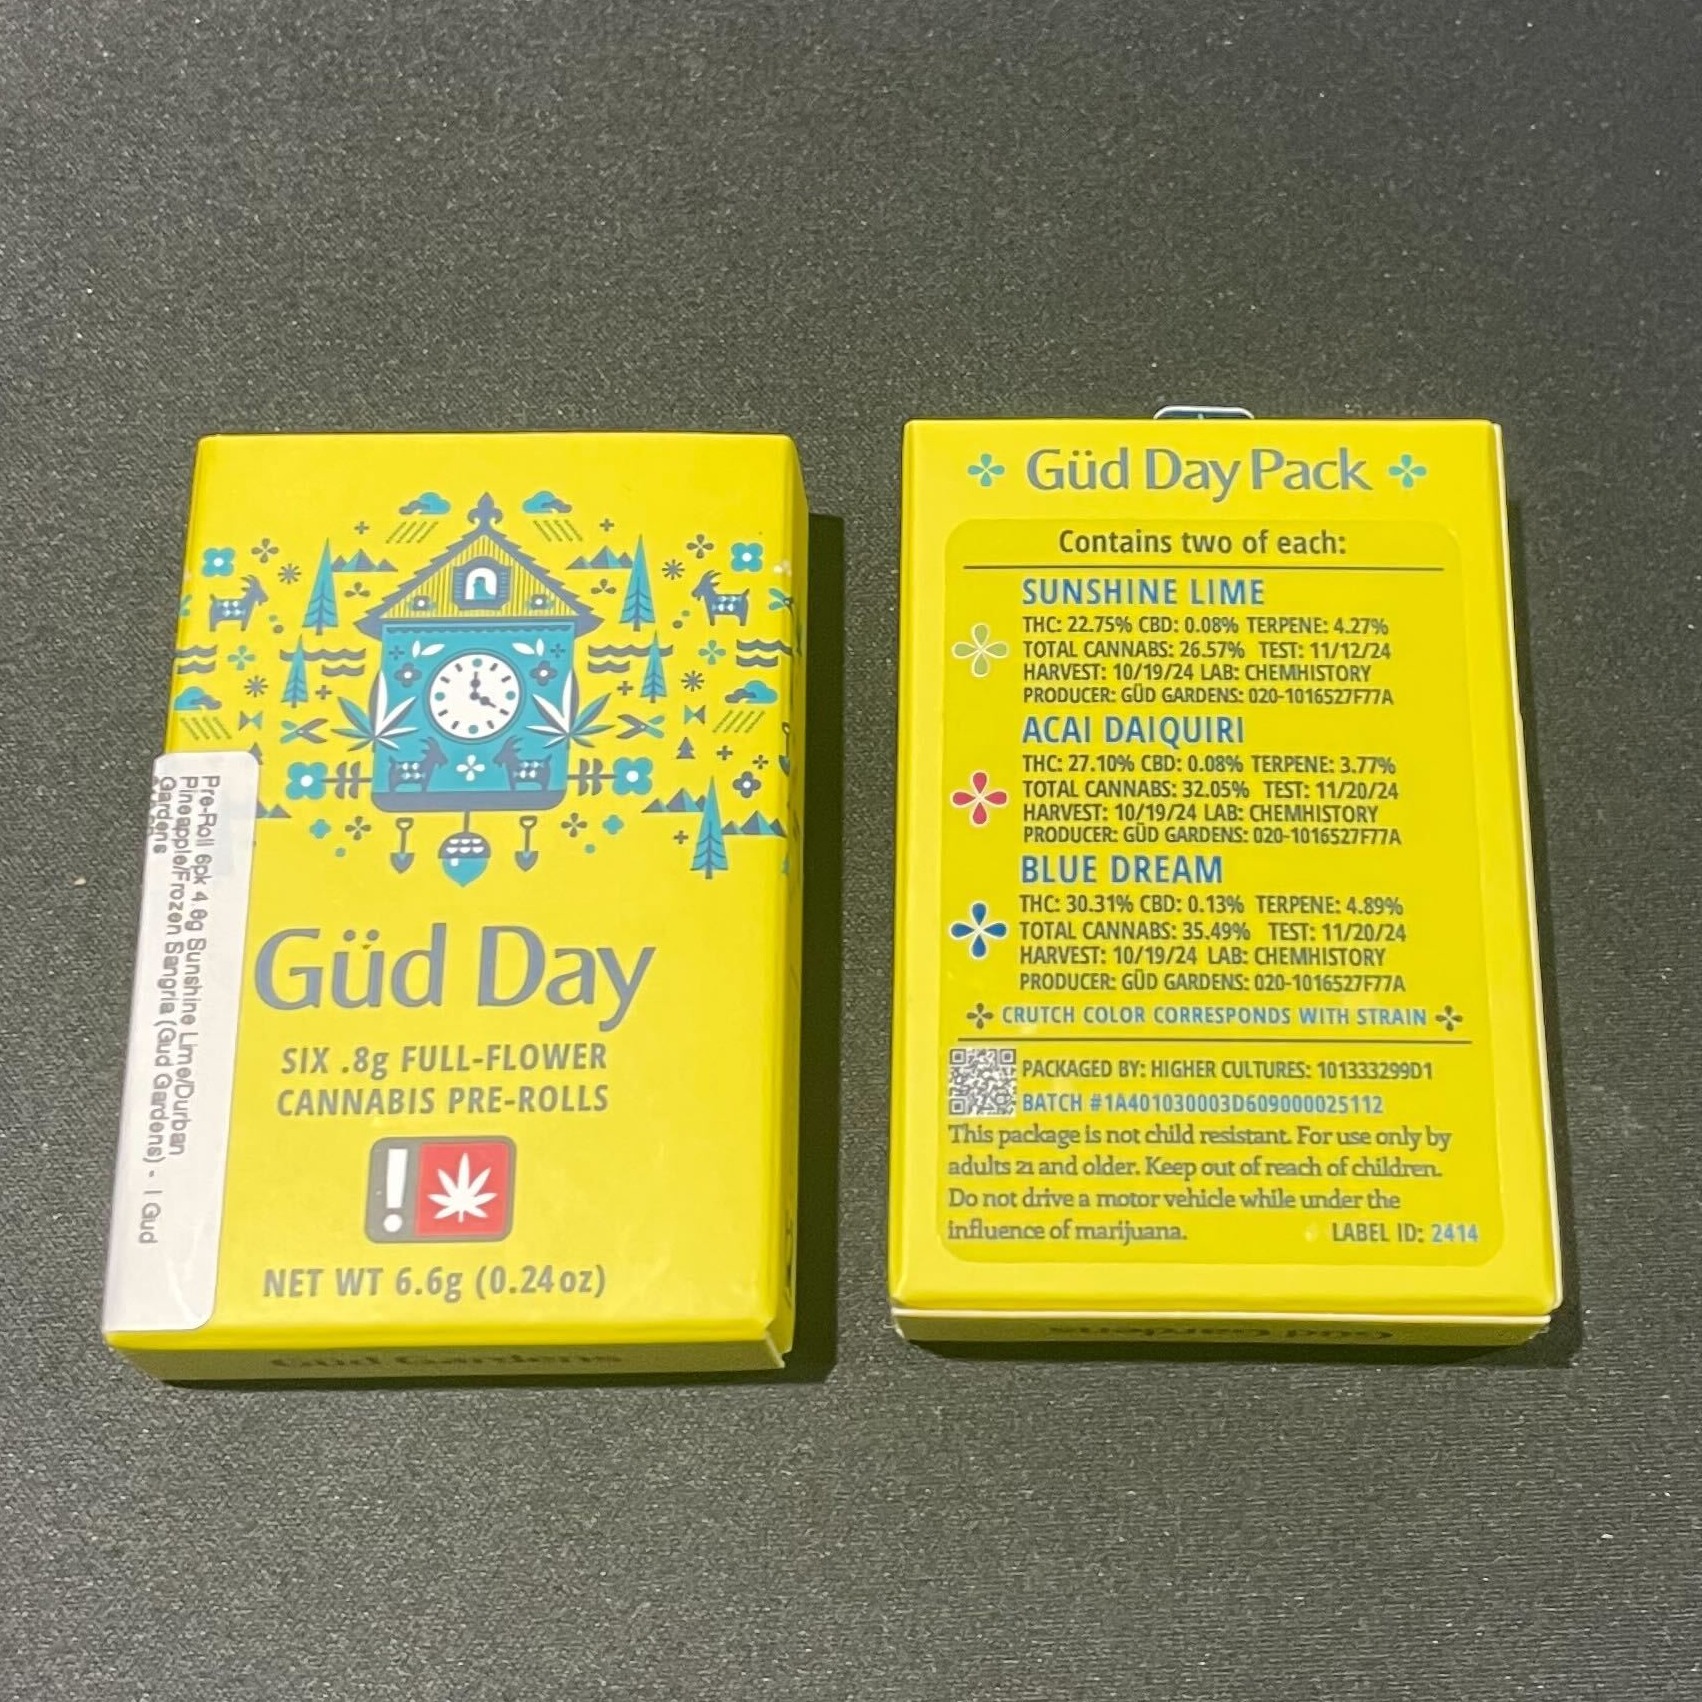 Güd Day
SIX .8g FULL-FLOWER
CANNABIS PRE-ROLLS
NET WT 6.6g (0.24oz)
Güd Gardens
Pre-Roll 6pk 4.8g Sunshine Lime/Durban
Pineapple/Frozen Sangria (Gud Gardens) - | Gud
Gardens
Güd Day Pack
Contains two of each:
SUNSHINE LIME
THC: 22.75% CBD: 0.08% TERPENE: 4.27%
TOTAL CANNABS: 26.57% TEST: 11/12/24
HARVEST: 10/19/24 LAB: CHEMHISTORY
PRODUCER: GÜD GARDENS: 020-1016527F77A
ACAI DAIQUIRI
THC: 27.10% CBD: 0.08% TERPENE: 3.77%
TOTAL CANNABS: 32.05% TEST: 11/20/24
HARVEST: 10/19/24 LAB: CHEMHISTORY
PRODUCER: GÜD GARDENS: 020-1016527F77A
BLUE DREAM
THC: 30.31% CBD: 0.13% TERPENE: 4.89%
TOTAL CANNABS: 35.49% TEST: 11/20/24
HARVEST: 10/19/24 LAB: CHEMHISTORY
PRODUCER: GÜD GARDENS: 020-1016527F77A
CRUTCH COLOR CORRESPONDS WITH STRAIN
PACKAGED BY: HIGHER CULTURES: 101333299D1
BATCH #1A401030003D609000025112
This package is not child resistant. For use only by
adults 21 and older. Keep out of reach of children.
Do not drive a motor vehicle while under the
influence of marijuana.
LABEL ID: 2414
Güd Gardens